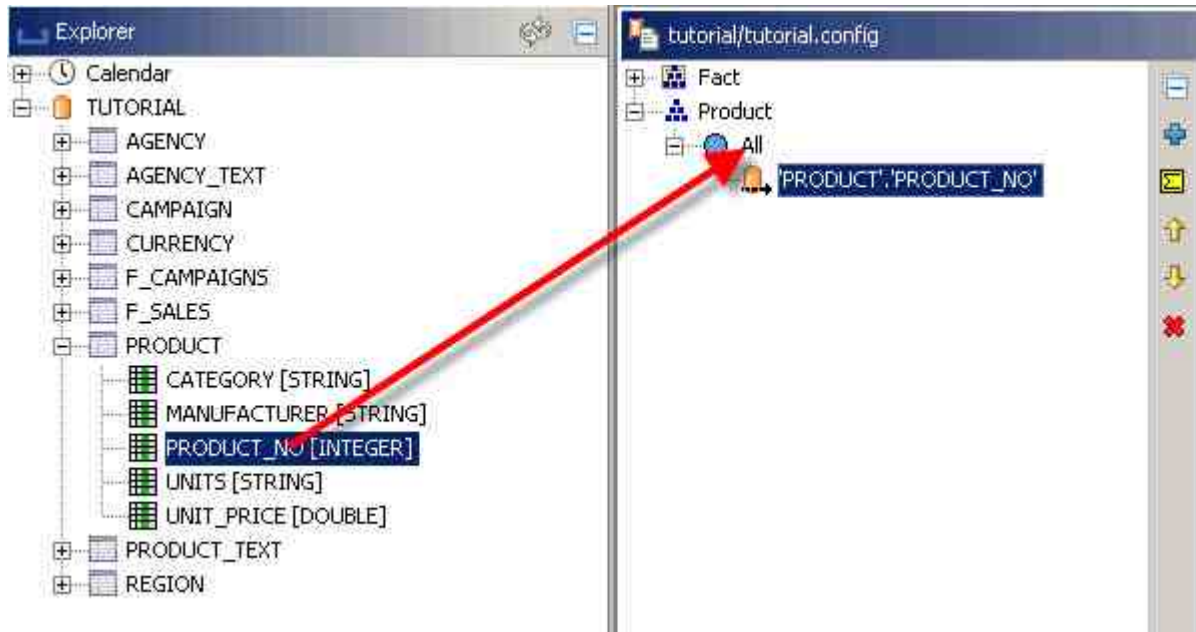 Explorer
Calendar
TUTORIAL
AGENCY
AGENCY_TEXT
CAMPAIGN
CURRENCY
F_CAMPAIGNS
F_SALES
PRODUCT
CATEGORY [STRING]
MANUFACTURER [STRING]
PRODUCT_NO [INTEGER]
UNITS [STRING]
UNIT_PRICE [DOUBLE]
PRODUCT_TEXT
REGION
tutorial/tutorial.config
Fact
Product
All
'PRODUCT'.'PRODUCT_NO'